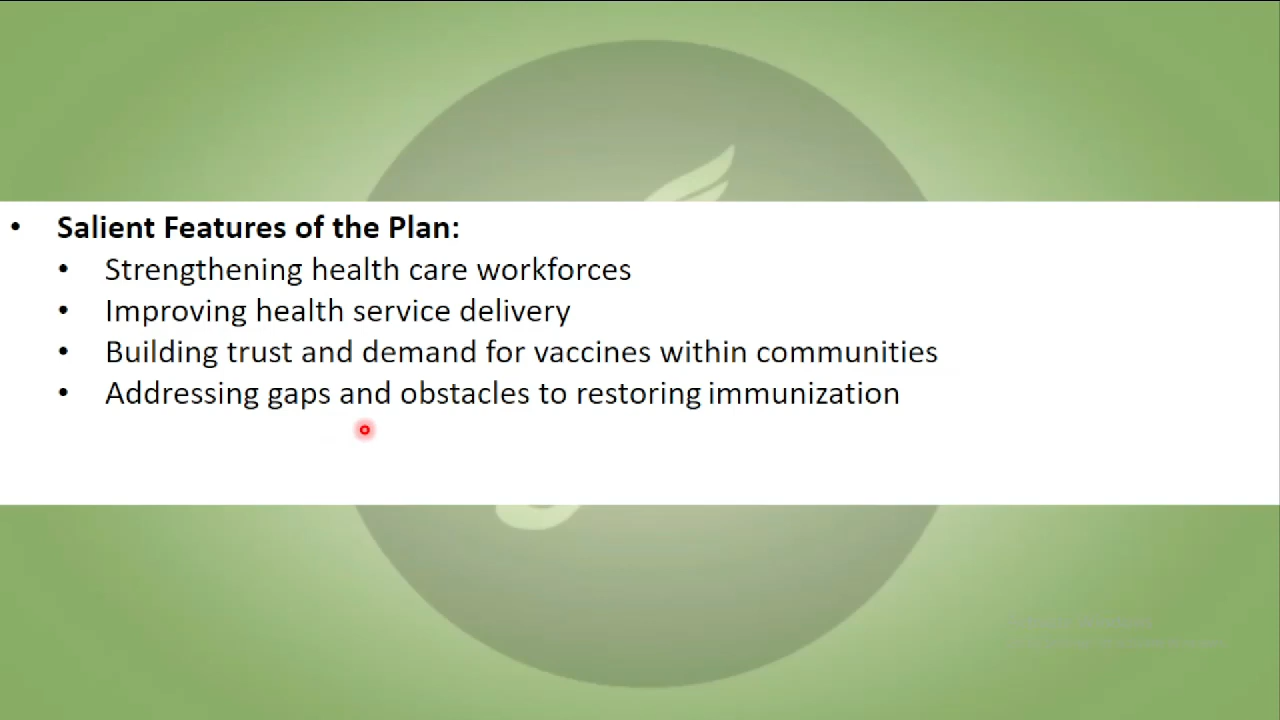 • Salient Features of the Plan:
• Strengthening health care workforces
• Improving health service delivery
• Building trust and demand for vaccines within communities
• Addressing gaps and obstacles to restoring immunization